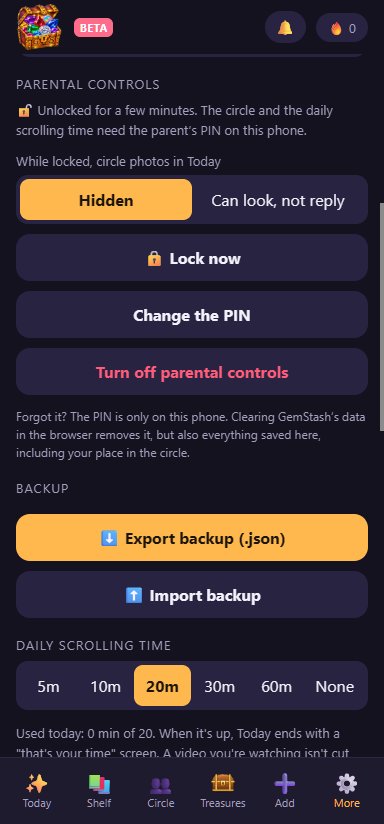 BETA
0
PARENTAL CONTROLS
Unlocked for a few minutes. The circle and the daily
scrolling time need the parent's PIN on this phone.
While locked, circle photos in Today
Hidden
Can look, not reply
Lock now
Change the PIN
Turn off parental controls
Forgot it? The PIN is only on this phone. Clearing GemStash's data
in the browser removes it, but also everything saved here,
including your place in the circle.
BACKUP
Export backup (.json)
Import backup
DAILY SCROLLING TIME
5m 10m 20m 30m 60m None
Used today: 0 min of 20. When it's up, Today ends with a
"that's your time" screen. A video you're watching isn't cut
Today Shelf Circle Treasures Add More